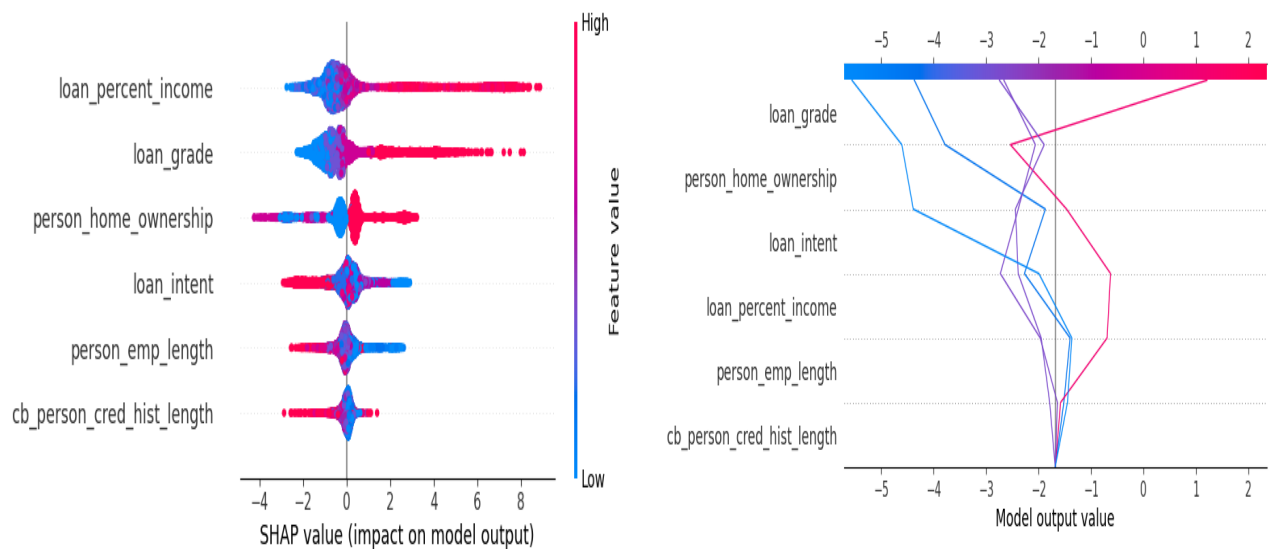 High
loan_percent_income
loan_grade
person_home_ownership
loan_intent
person_emp_length
cb_person_cred_hist_length
Low
Feature value
−4 −2 0 2 4 6 8
SHAP value (impact on model output)
−5 −4 −3 −2 −1 0 1 2
loan_grade
person_home_ownership
loan_intent
loan_percent_income
person_emp_length
cb_person_cred_hist_length
−5 −4 −3 −2 −1 0 1 2
Model output value